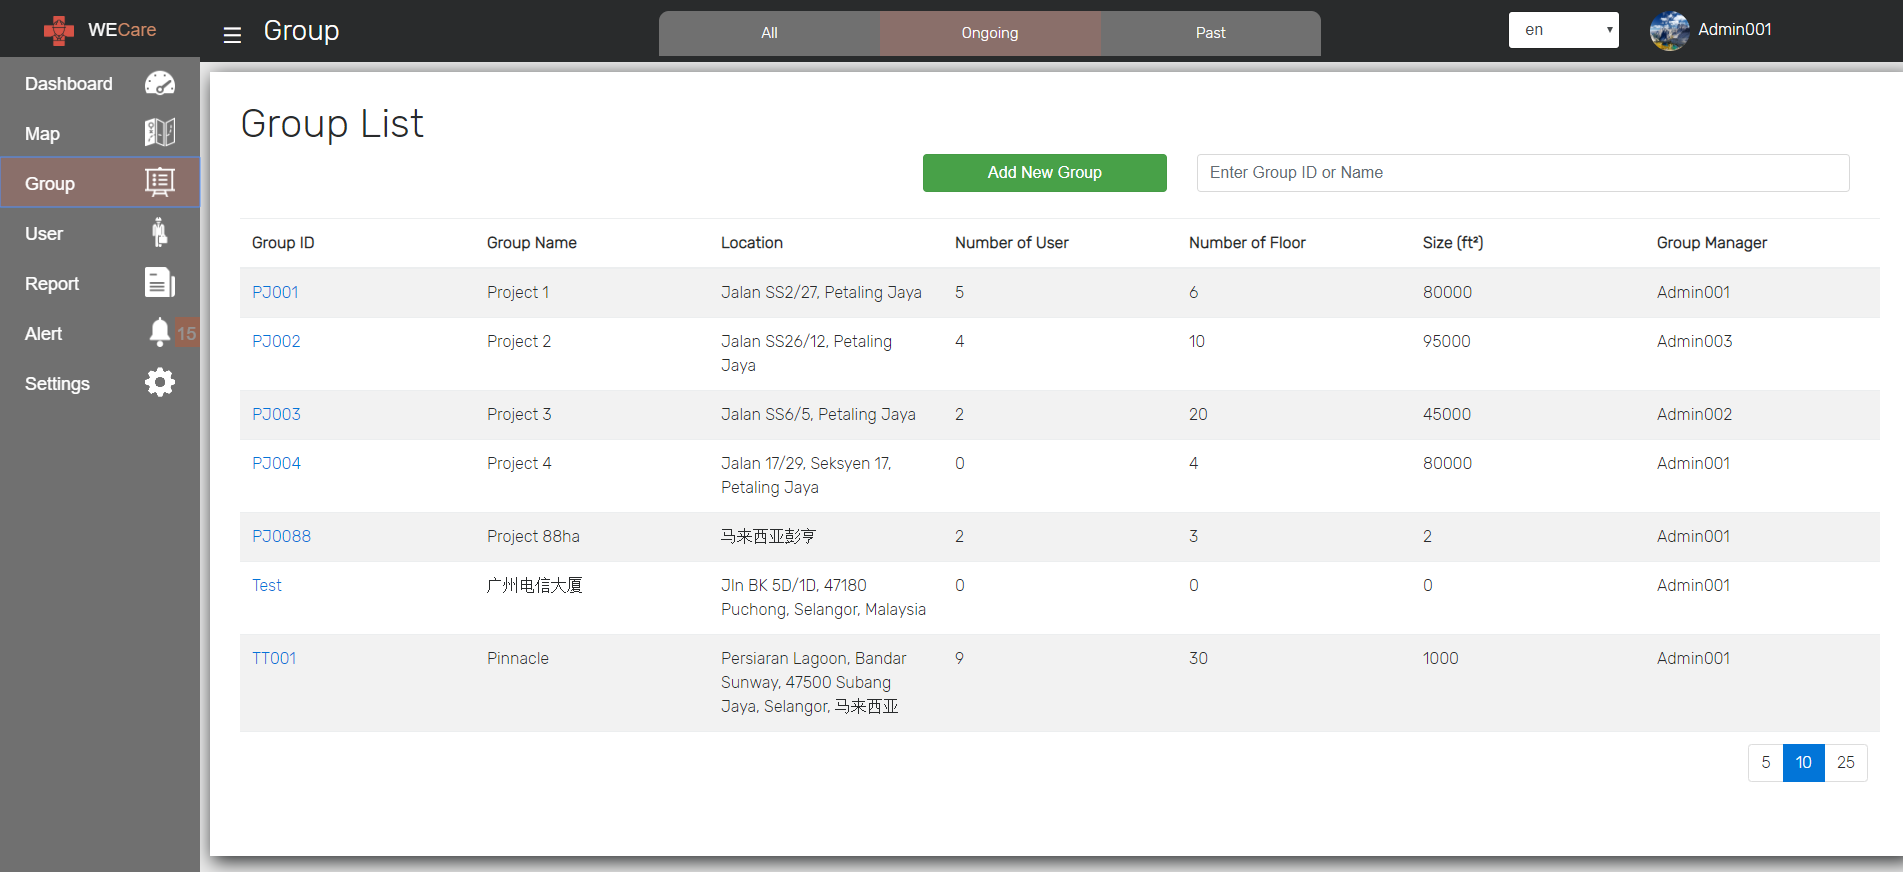 WECare
Group
All
Ongoing
Past
en
Admin001
Dashboard
Map
Group
User
Report
Alert
15
Settings
Group List
Add New Group
Enter Group ID or Name
Group ID Group Name Location Number of User Number of Floor Size (ft²) Group Manager
PJ001 Project 1 Jalan SS2/27, Petaling Jaya 5 6 80000 Admin001
PJ002 Project 2 Jalan SS26/12, Petaling 4 10 95000 Admin003
Jaya
PJ003 Project 3 Jalan SS6/5, Petaling Jaya 2 20 45000 Admin002
PJ004 Project 4 Jalan 17/29, Seksyen 17, 0 4 80000 Admin001
Petaling Jaya
PJ0088 Project 88ha 马来西亚彭亨 2 3 2 Admin001
Test 广州电信大厦 Jln BK 5D/1D, 47180 0 0 0 Admin001
Puchong, Selangor, Malaysia
TT001 Pinnacle Persiaran Lagoon, Bandar 9 30 1000 Admin001
Sunway, 47500 Subang
Jaya, Selangor, 马来西亚
5 10 25